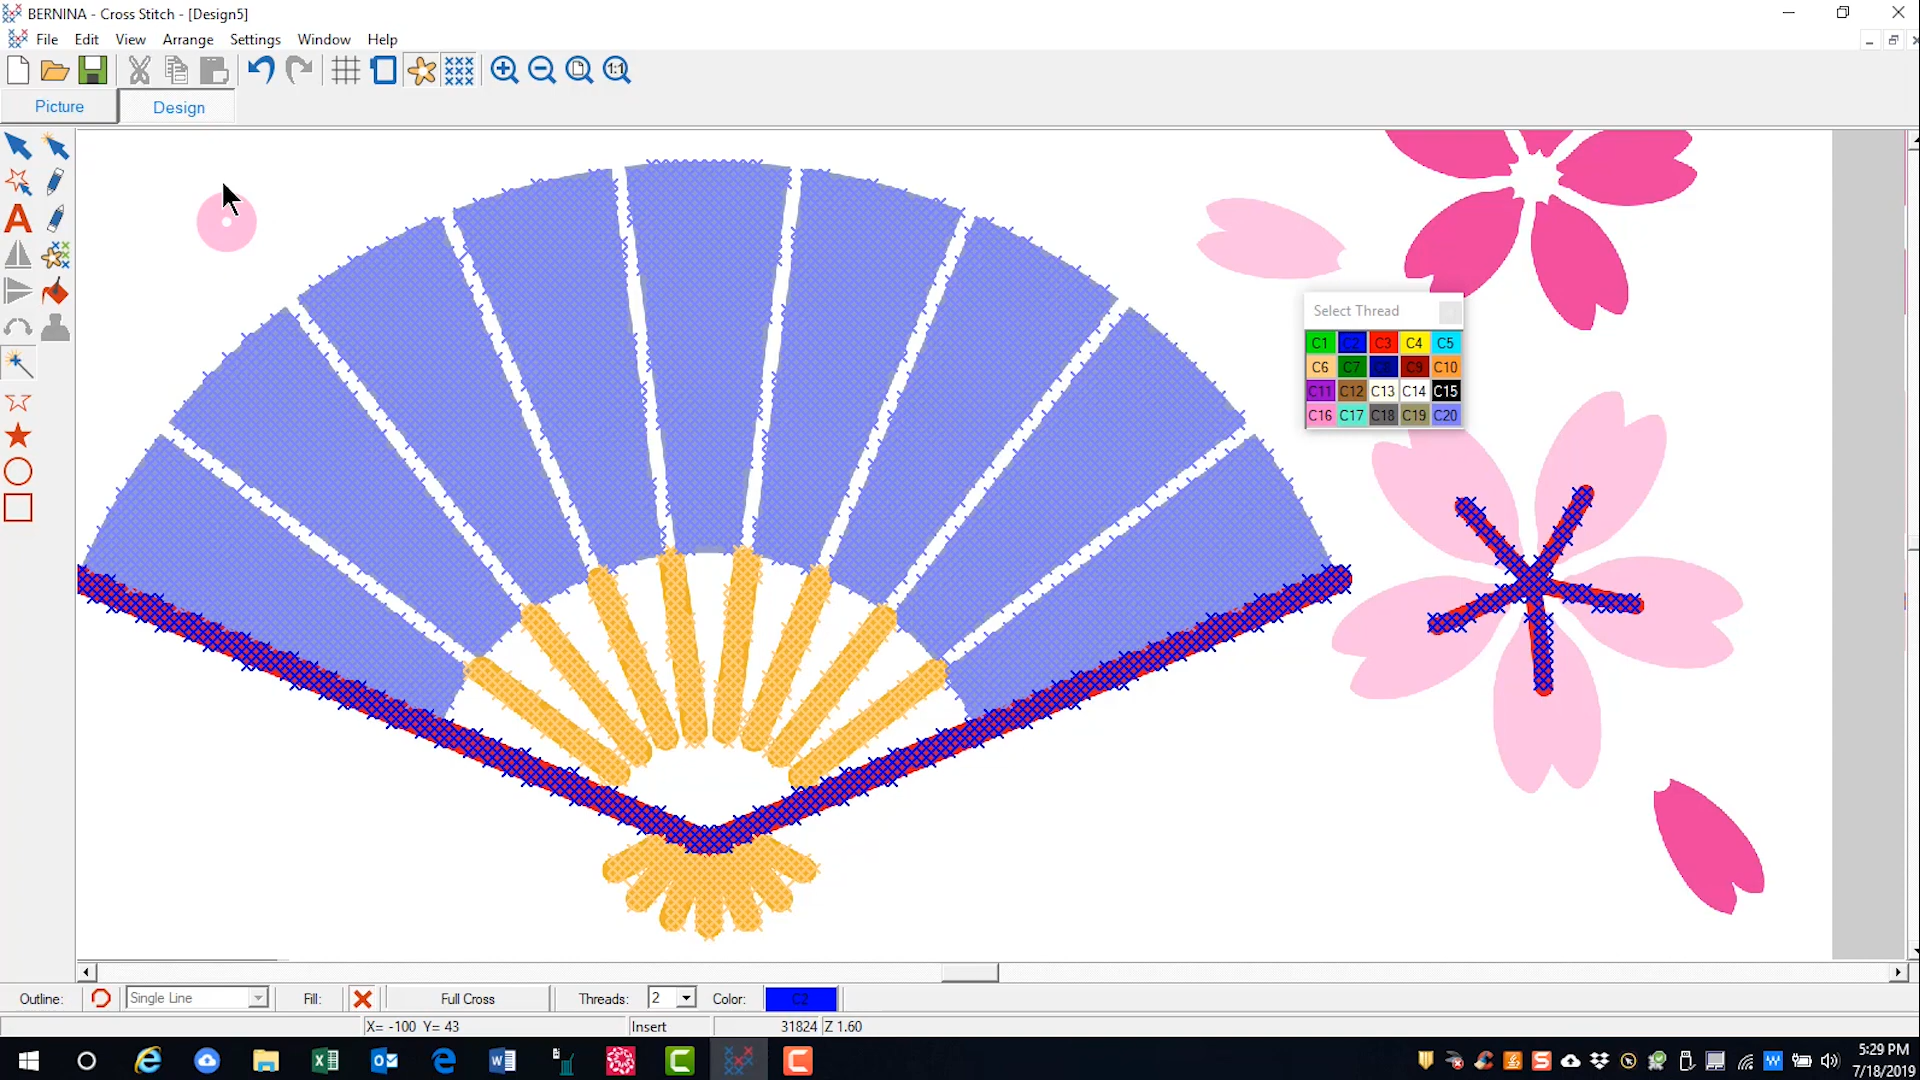 BERNINA - Cross Stitch - [Design5]
File Edit View Arrange Settings Window Help
1:1
Picture Design
A
Select Thread
C1 C2 C3 C4 C5
C6 C7 C8 C9 C10
C11 C12 C13 C14 C15
C16 C17 C18 C19 C20
Outline: Single Line Fill: Full Cross Threads: 2 Color: C2
X= -100 Y= 43 Insert 31824 Z 1.60
5:29 PM
7/18/2019